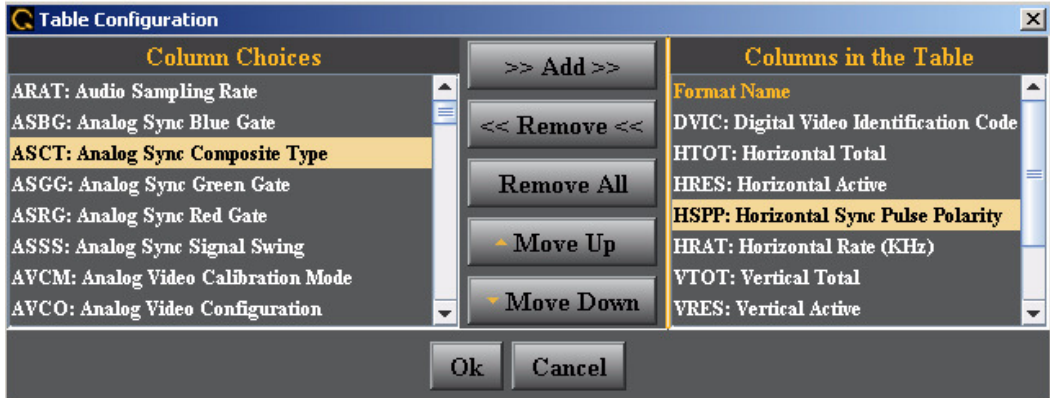 Table Configuration
Column Choices
ARAT: Audio Sampling Rate
ASBG: Analog Sync Blue Gate
ASCT: Analog Sync Composite Type
ASGG: Analog Sync Green Gate
ASRG: Analog Sync Red Gate
ASSS: Analog Sync Signal Swing
AVCM: Analog Video Calibration Mode
AVCO: Analog Video Configuration
>> Add >>
<< Remove <<
Remove All
Move Up
Move Down
Columns in the Table
Format Name
DVIC: Digital Video Identification Code
HTOT: Horizontal Total
HRES: Horizontal Active
HSPP: Horizontal Sync Pulse Polarity
HRAT: Horizontal Rate (KHz)
VTOT: Vertical Total
VRES: Vertical Active
Ok
Cancel